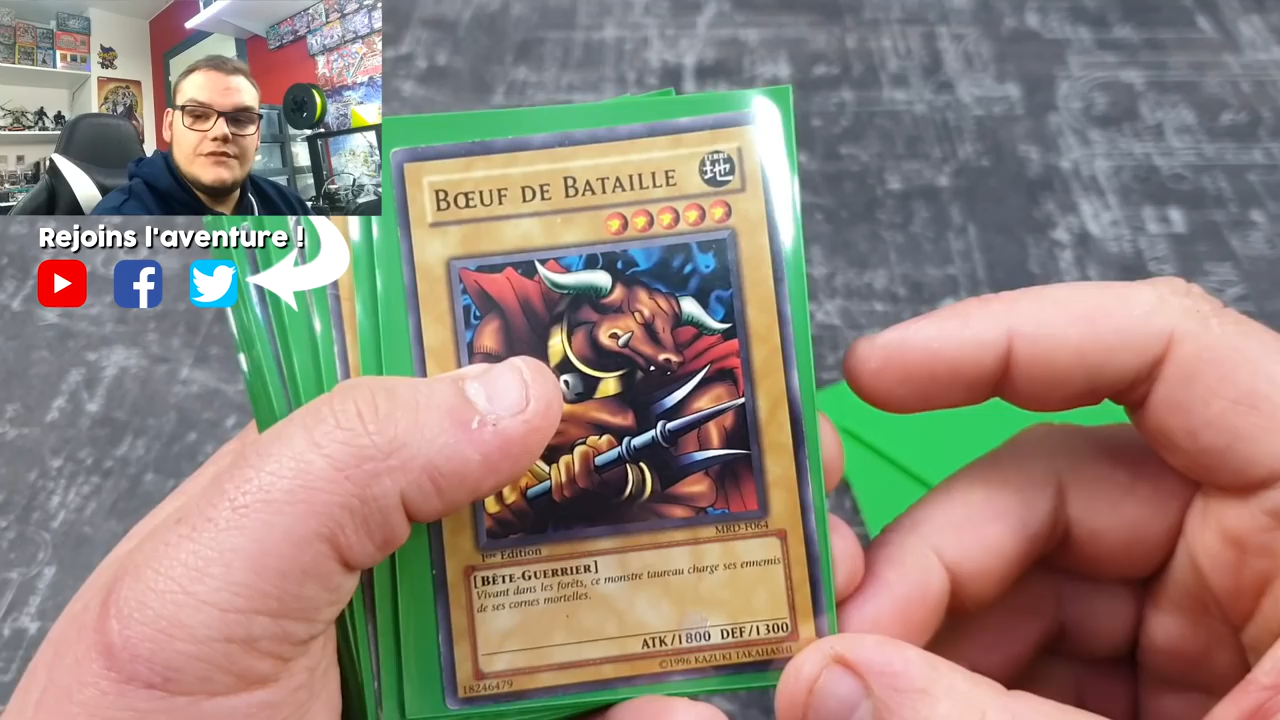 Rejoins l'aventure !
BŒUF DE BATAILLE
TERRE
地
MRD-F064
1ère Edition
[BÊTE-GUERRIER]
Vivant dans les forêts, ce monstre taureau charge ses ennemis
de ses cornes mortelles.
ATK/1800 DEF/1300
18246479
©1996 KAZUKI TAKAHASHI